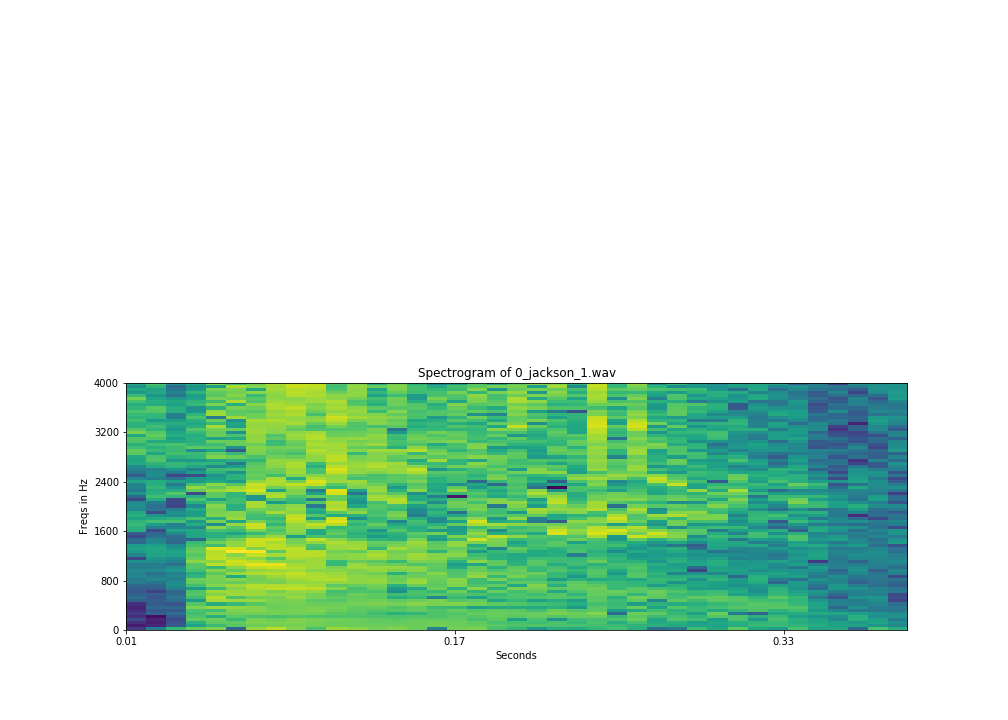 Spectrogram of 0_jackson_1.wav
4000
3200
2400
1600
800
0
Freqs in Hz
0.01 0.17 0.33
Seconds